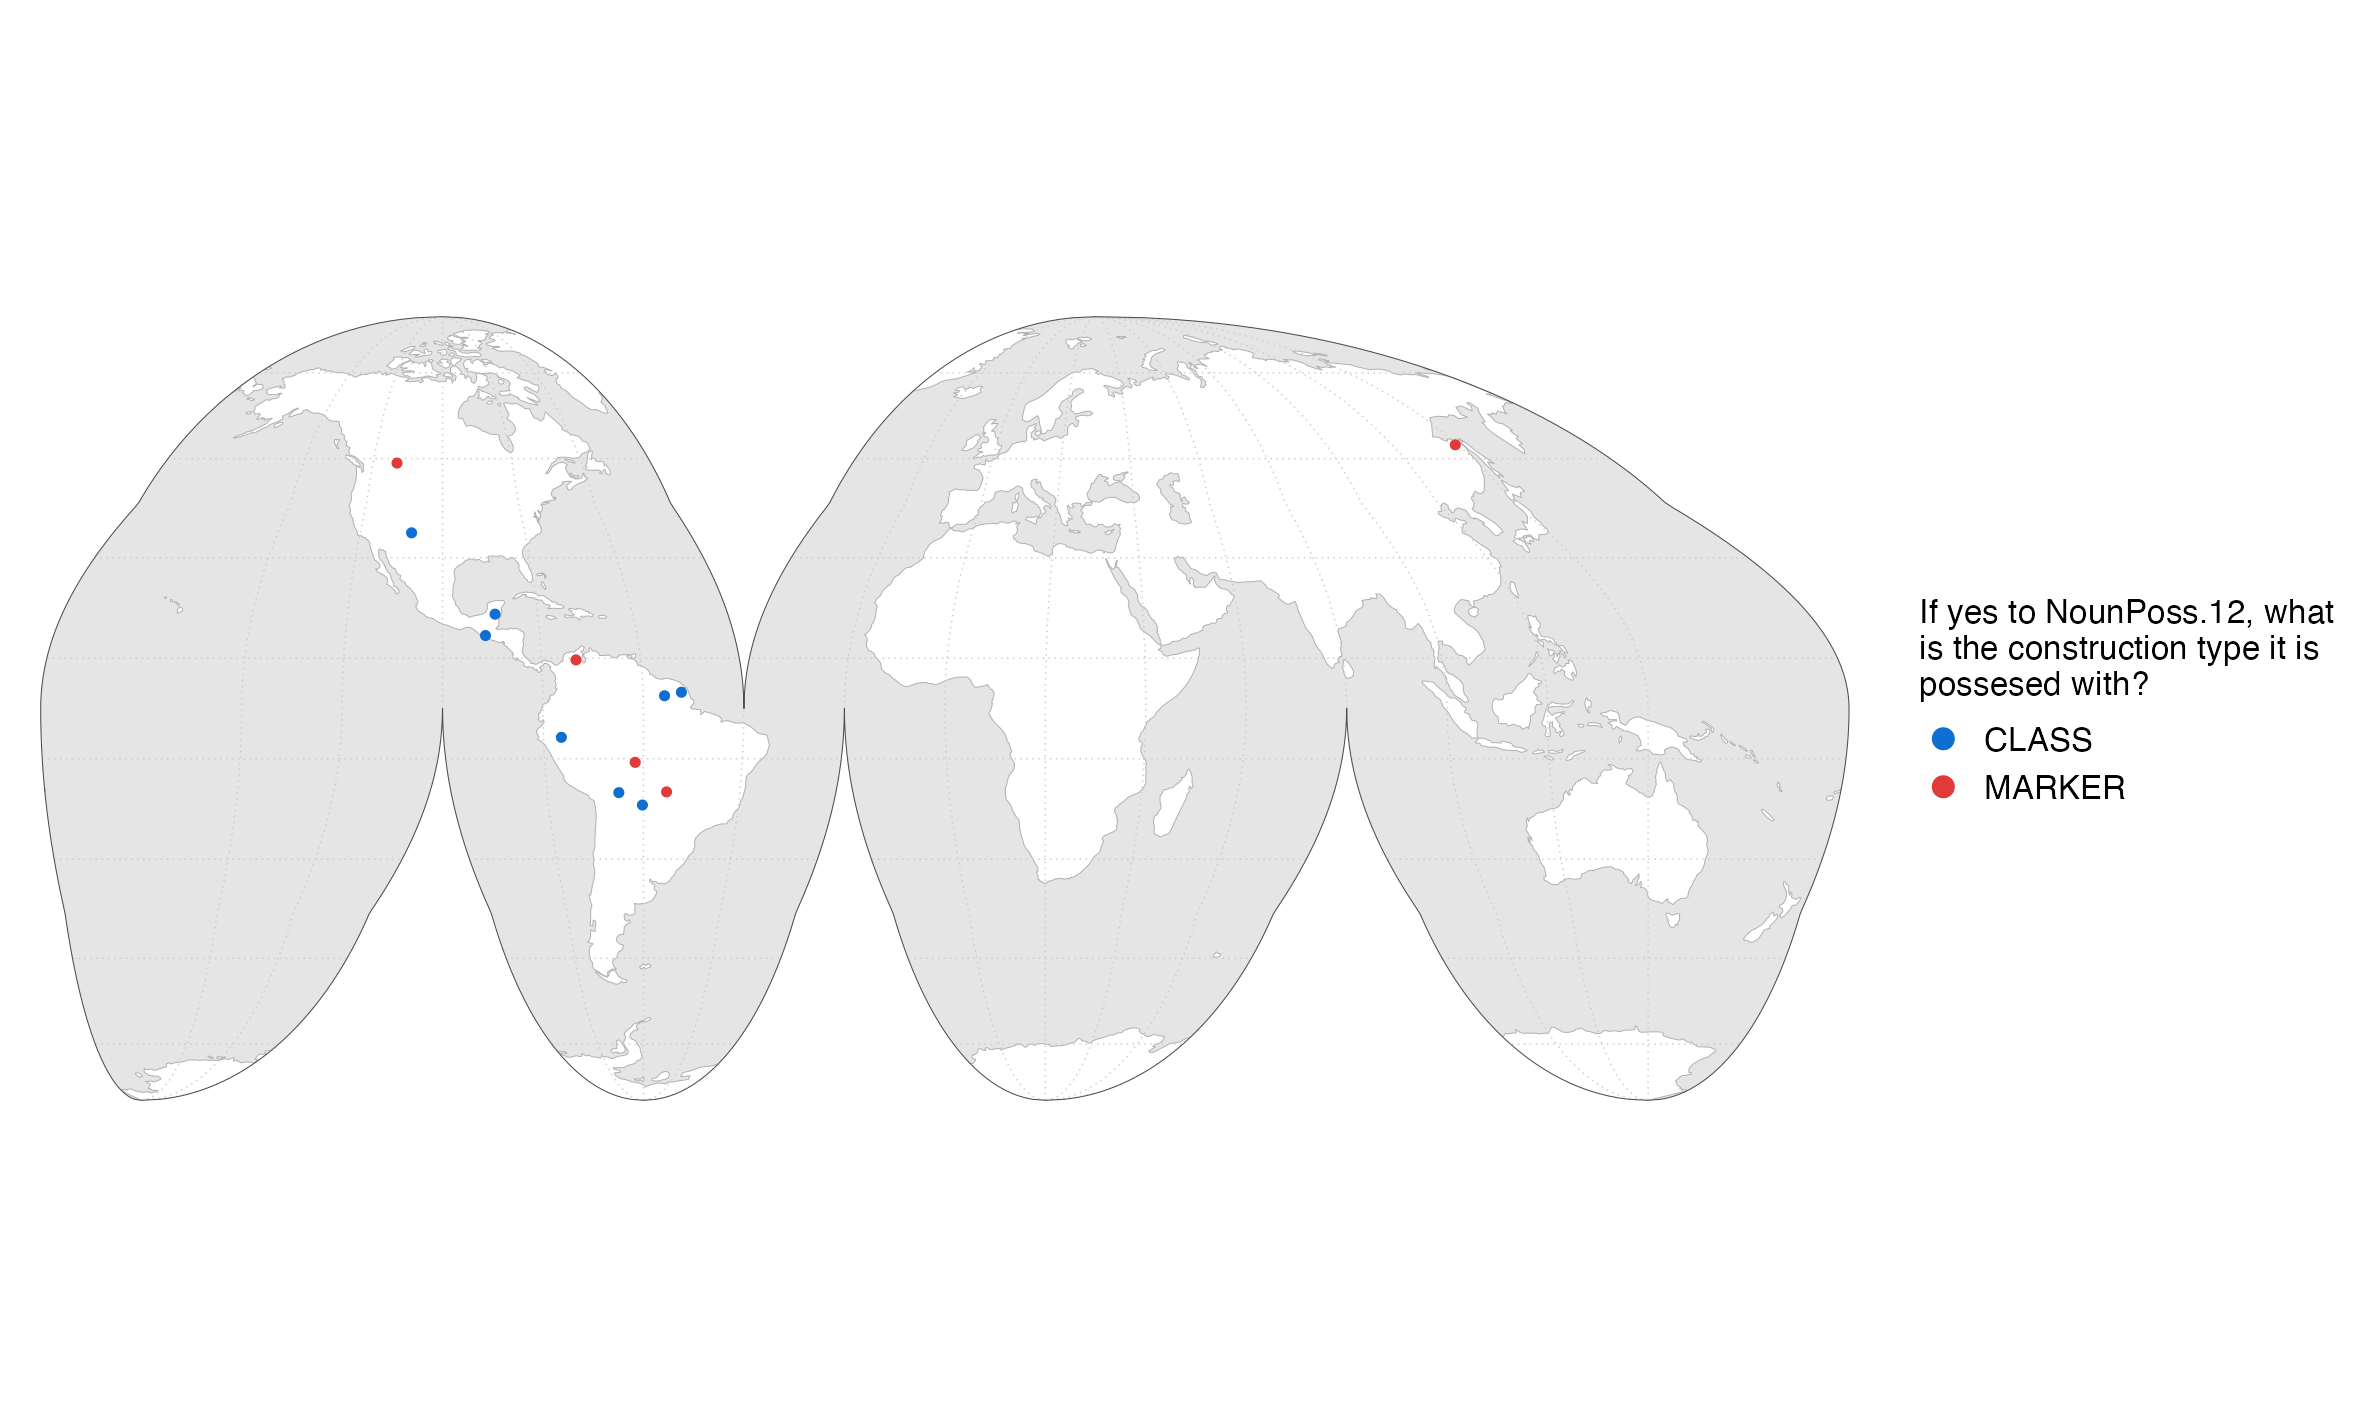 If yes to NounPoss.12, what
is the construction type it is
possesed with?
CLASS
MARKER